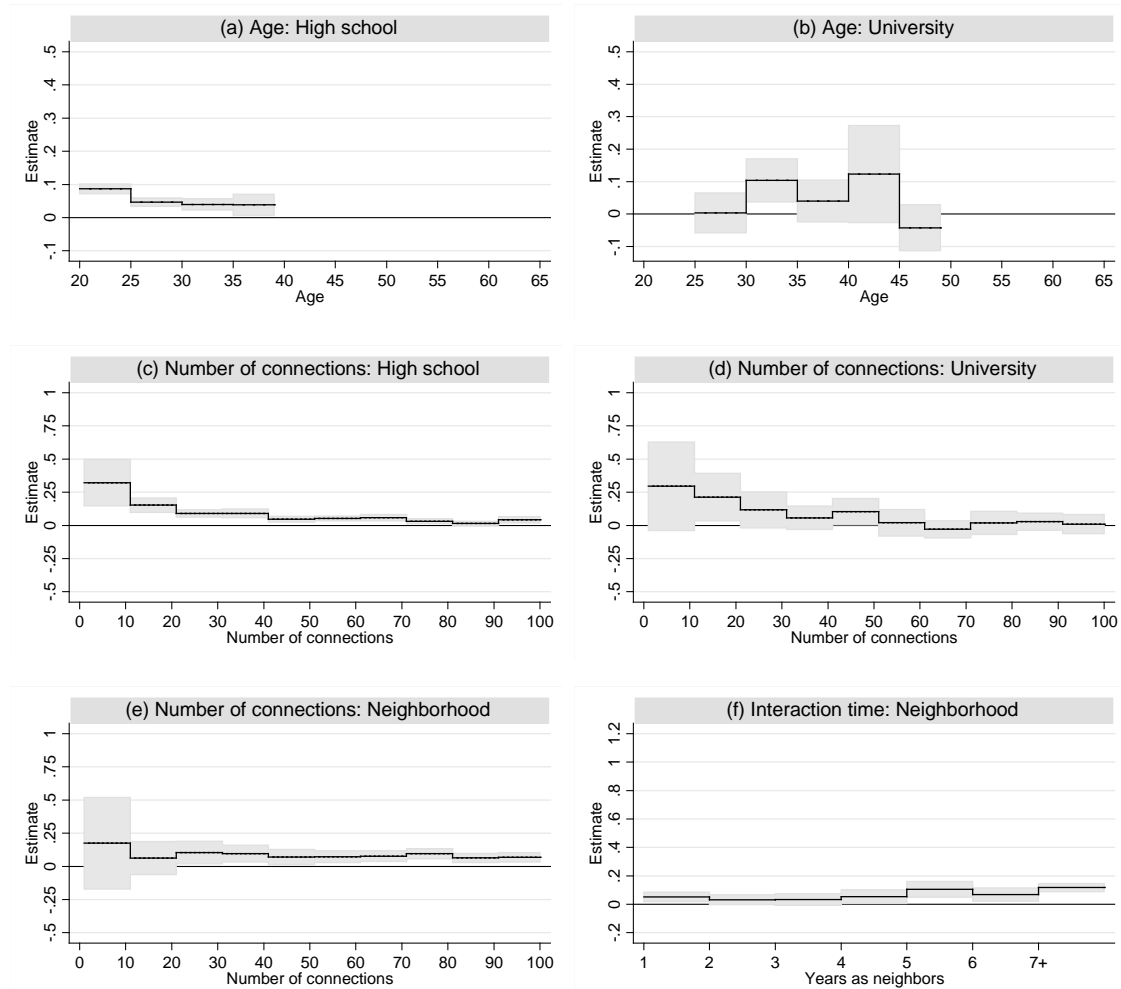 (a) Age: High school
.5
.4
.3
.2
.1
0
-.1
Estimate
20 25 30 35 40 45 50 55 60 65
Age
(b) Age: University
.5
.4
.3
.2
.1
0
-.1
Estimate
20 25 30 35 40 45 50 55 60 65
Age
(c) Number of connections: High school
1
.75
.5
.25
0
-.25
-.5
Estimate
0 10 20 30 40 50 60 70 80 90 100
Number of connections
(d) Number of connections: University
1
.75
.5
.25
0
-.25
-.5
Estimate
0 10 20 30 40 50 60 70 80 90 100
Number of connections
(e) Number of connections: Neighborhood
1
.75
.5
.25
0
-.25
-.5
Estimate
0 10 20 30 40 50 60 70 80 90 100
Number of connections
(f) Interaction time: Neighborhood
1.2
1
.8
.6
.4
.2
0
-.2
Estimate
1 2 3 4 5 6 7+
Years as neighbors